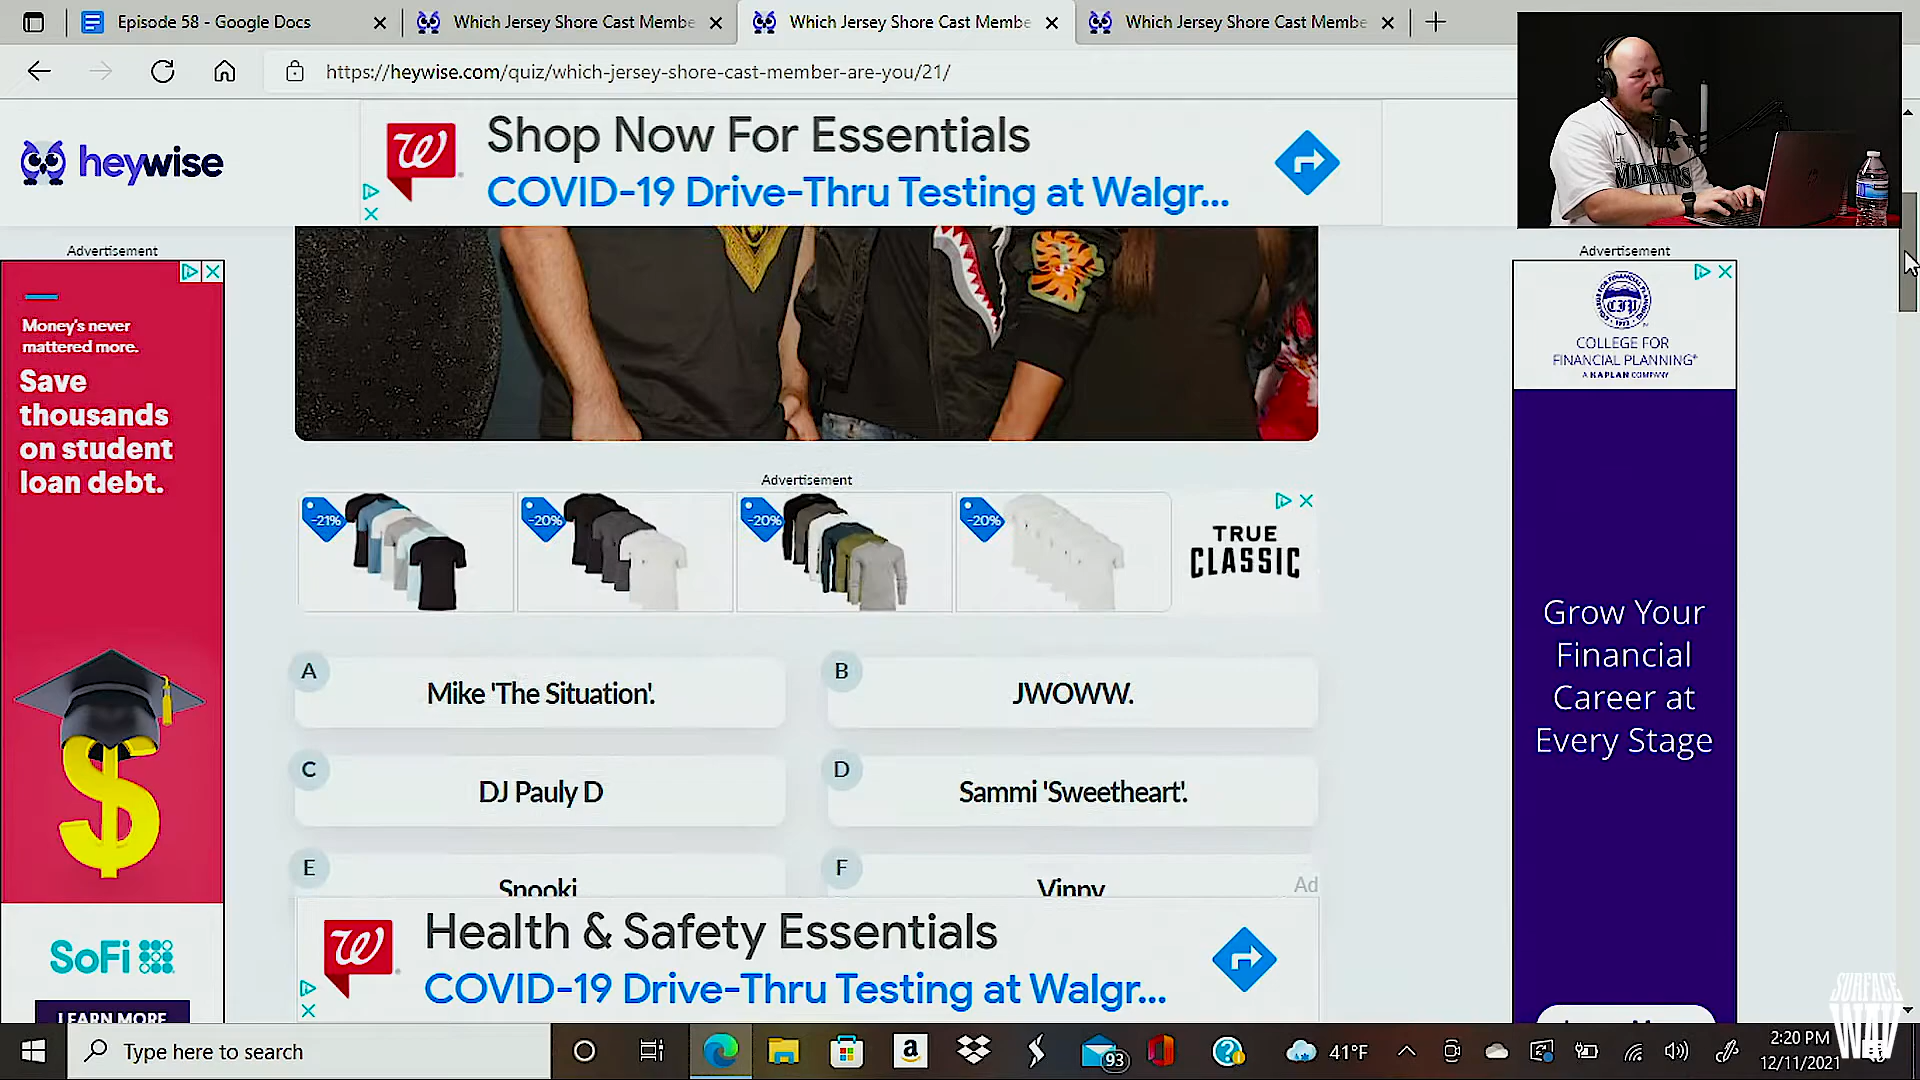 Episode 58 - Google Docs
Which Jersey Shore Cast Membe
Which Jersey Shore Cast Membe
Which Jersey Shore Cast Membe
https://heywise.com/quiz/which-jersey-shore-cast-member-are-you/21/
heywise
Shop Now For Essentials
COVID-19 Drive-Thru Testing at Walgr...
Advertisement
Money's never
mattered more.
Save
thousands
on student
loan debt.
SoFi
LEARN MORE
Advertisement
-21%
-20%
-20%
-20%
TRUE
CLASSIC
A
Mike 'The Situation'.
B
JWOWW.
C
DJ Pauly D
D
Sammi 'Sweetheart'.
E
Snooki
F
Vinny
Ad
Health & Safety Essentials
COVID-19 Drive-Thru Testing at Walgr...
Advertisement
COLLEGE FOR
FINANCIAL PLANNING
A KAPLAN COMPANY
Grow Your
Financial
Career at
Every Stage
SURFACE
WAV
Type here to search
93
41°F
2:20 PM
12/11/2021